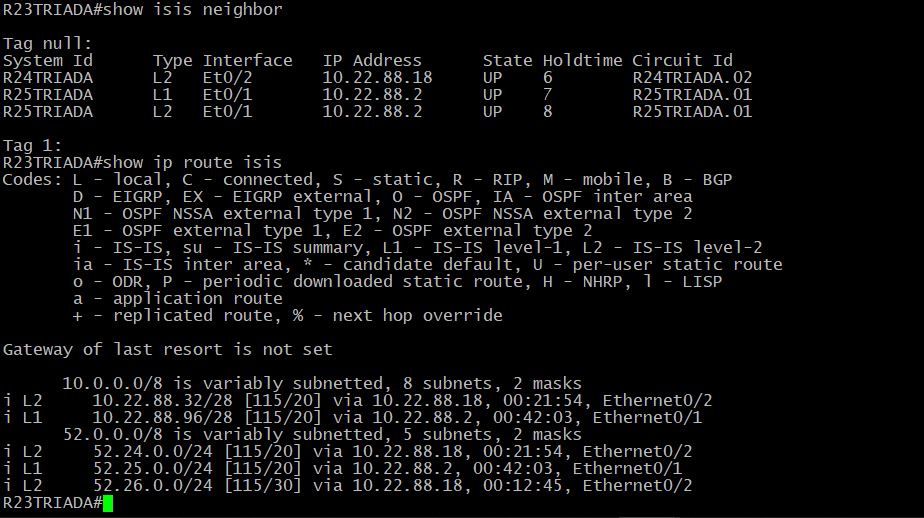 R23TRIADA#show isis neighbor
Tag null:
System Id      Type Interface   IP Address      State Holdtime Circuit Id
R24TRIADA      L2   Et0/2       10.22.88.18     UP    6        R24TRIADA.02
R25TRIADA      L1   Et0/1       10.22.88.2      UP    7        R25TRIADA.01
R25TRIADA      L2   Et0/1       10.22.88.2      UP    8        R25TRIADA.01
Tag 1:
R23TRIADA#show ip route isis
Codes: L - local, C - connected, S - static, R - RIP, M - mobile, B - BGP
       D - EIGRP, EX - EIGRP external, O - OSPF, IA - OSPF inter area
       N1 - OSPF NSSA external type 1, N2 - OSPF NSSA external type 2
       E1 - OSPF external type 1, E2 - OSPF external type 2
       i - IS-IS, su - IS-IS summary, L1 - IS-IS level-1, L2 - IS-IS level-2
       ia - IS-IS inter area, * - candidate default, U - per-user static route
       o - ODR, P - periodic downloaded static route, H - NHRP, l - LISP
       a - application route
       + - replicated route, % - next hop override
Gateway of last resort is not set
      10.0.0.0/8 is variably subnetted, 8 subnets, 2 masks
i L2     10.22.88.32/28 [115/20] via 10.22.88.18, 00:21:54, Ethernet0/2
i L1     10.22.88.96/28 [115/20] via 10.22.88.2, 00:42:03, Ethernet0/1
      52.0.0.0/8 is variably subnetted, 5 subnets, 2 masks
i L2     52.24.0.0/24 [115/20] via 10.22.88.18, 00:21:54, Ethernet0/2
i L1     52.25.0.0/24 [115/20] via 10.22.88.2, 00:42:03, Ethernet0/1
i L2     52.26.0.0/24 [115/30] via 10.22.88.18, 00:12:45, Ethernet0/2
R23TRIADA#